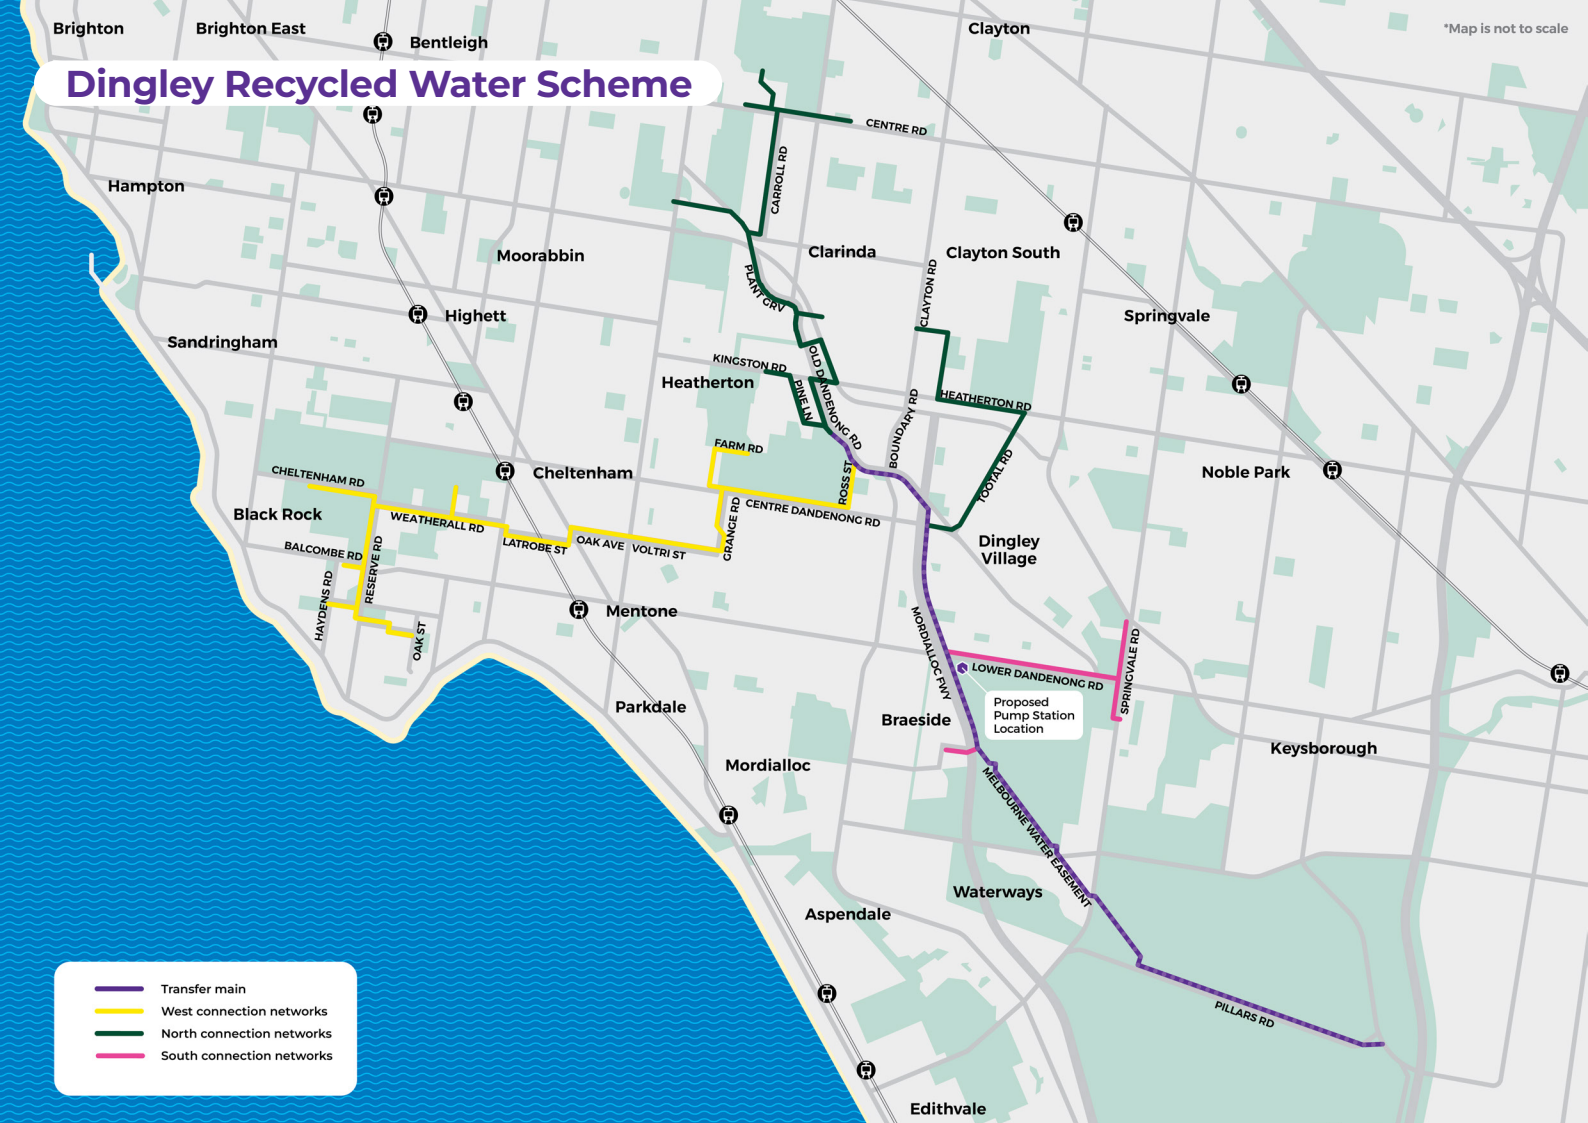 Brighton
Brighton East
Bentleigh
Clayton
*Map is not to scale
Dingley Recycled Water Scheme
CENTRE RD
CARROLL RD
Hampton
Moorabbin
Clarinda
Clayton South
CLAYTON RD
PLANT CRV
Highett
Springvale
Sandringham
KINGSTON RD
OLD DANDENONG RD
Heatherton
PINE LN
HEATHERTON RD
BOUNDARY RD
FARM RD
Cheltenham
CHELTENHAM RD
ROSS ST
TOOTAL RD
Noble Park
Black Rock
WEATHERALL RD
GRANGE RD
CENTRE DANDENONG RD
LATROBE ST
OAK AVE
VOLTRI ST
BALCOMBE RD
RESERVE RD
HAYDENS RD
OAK ST
Dingley
Village
Mentone
MORDIALLOC FWY
LOWER DANDENONG RD
SPRINGVALE RD
Proposed
Pump Station
Location
Parkdale
Braeside
Keysborough
Mordialloc
MELBOURNE WATER EASEMENT
Waterways
Aspendale
PILLARS RD
Edithvale
Transfer main
West connection networks
North connection networks
South connection networks